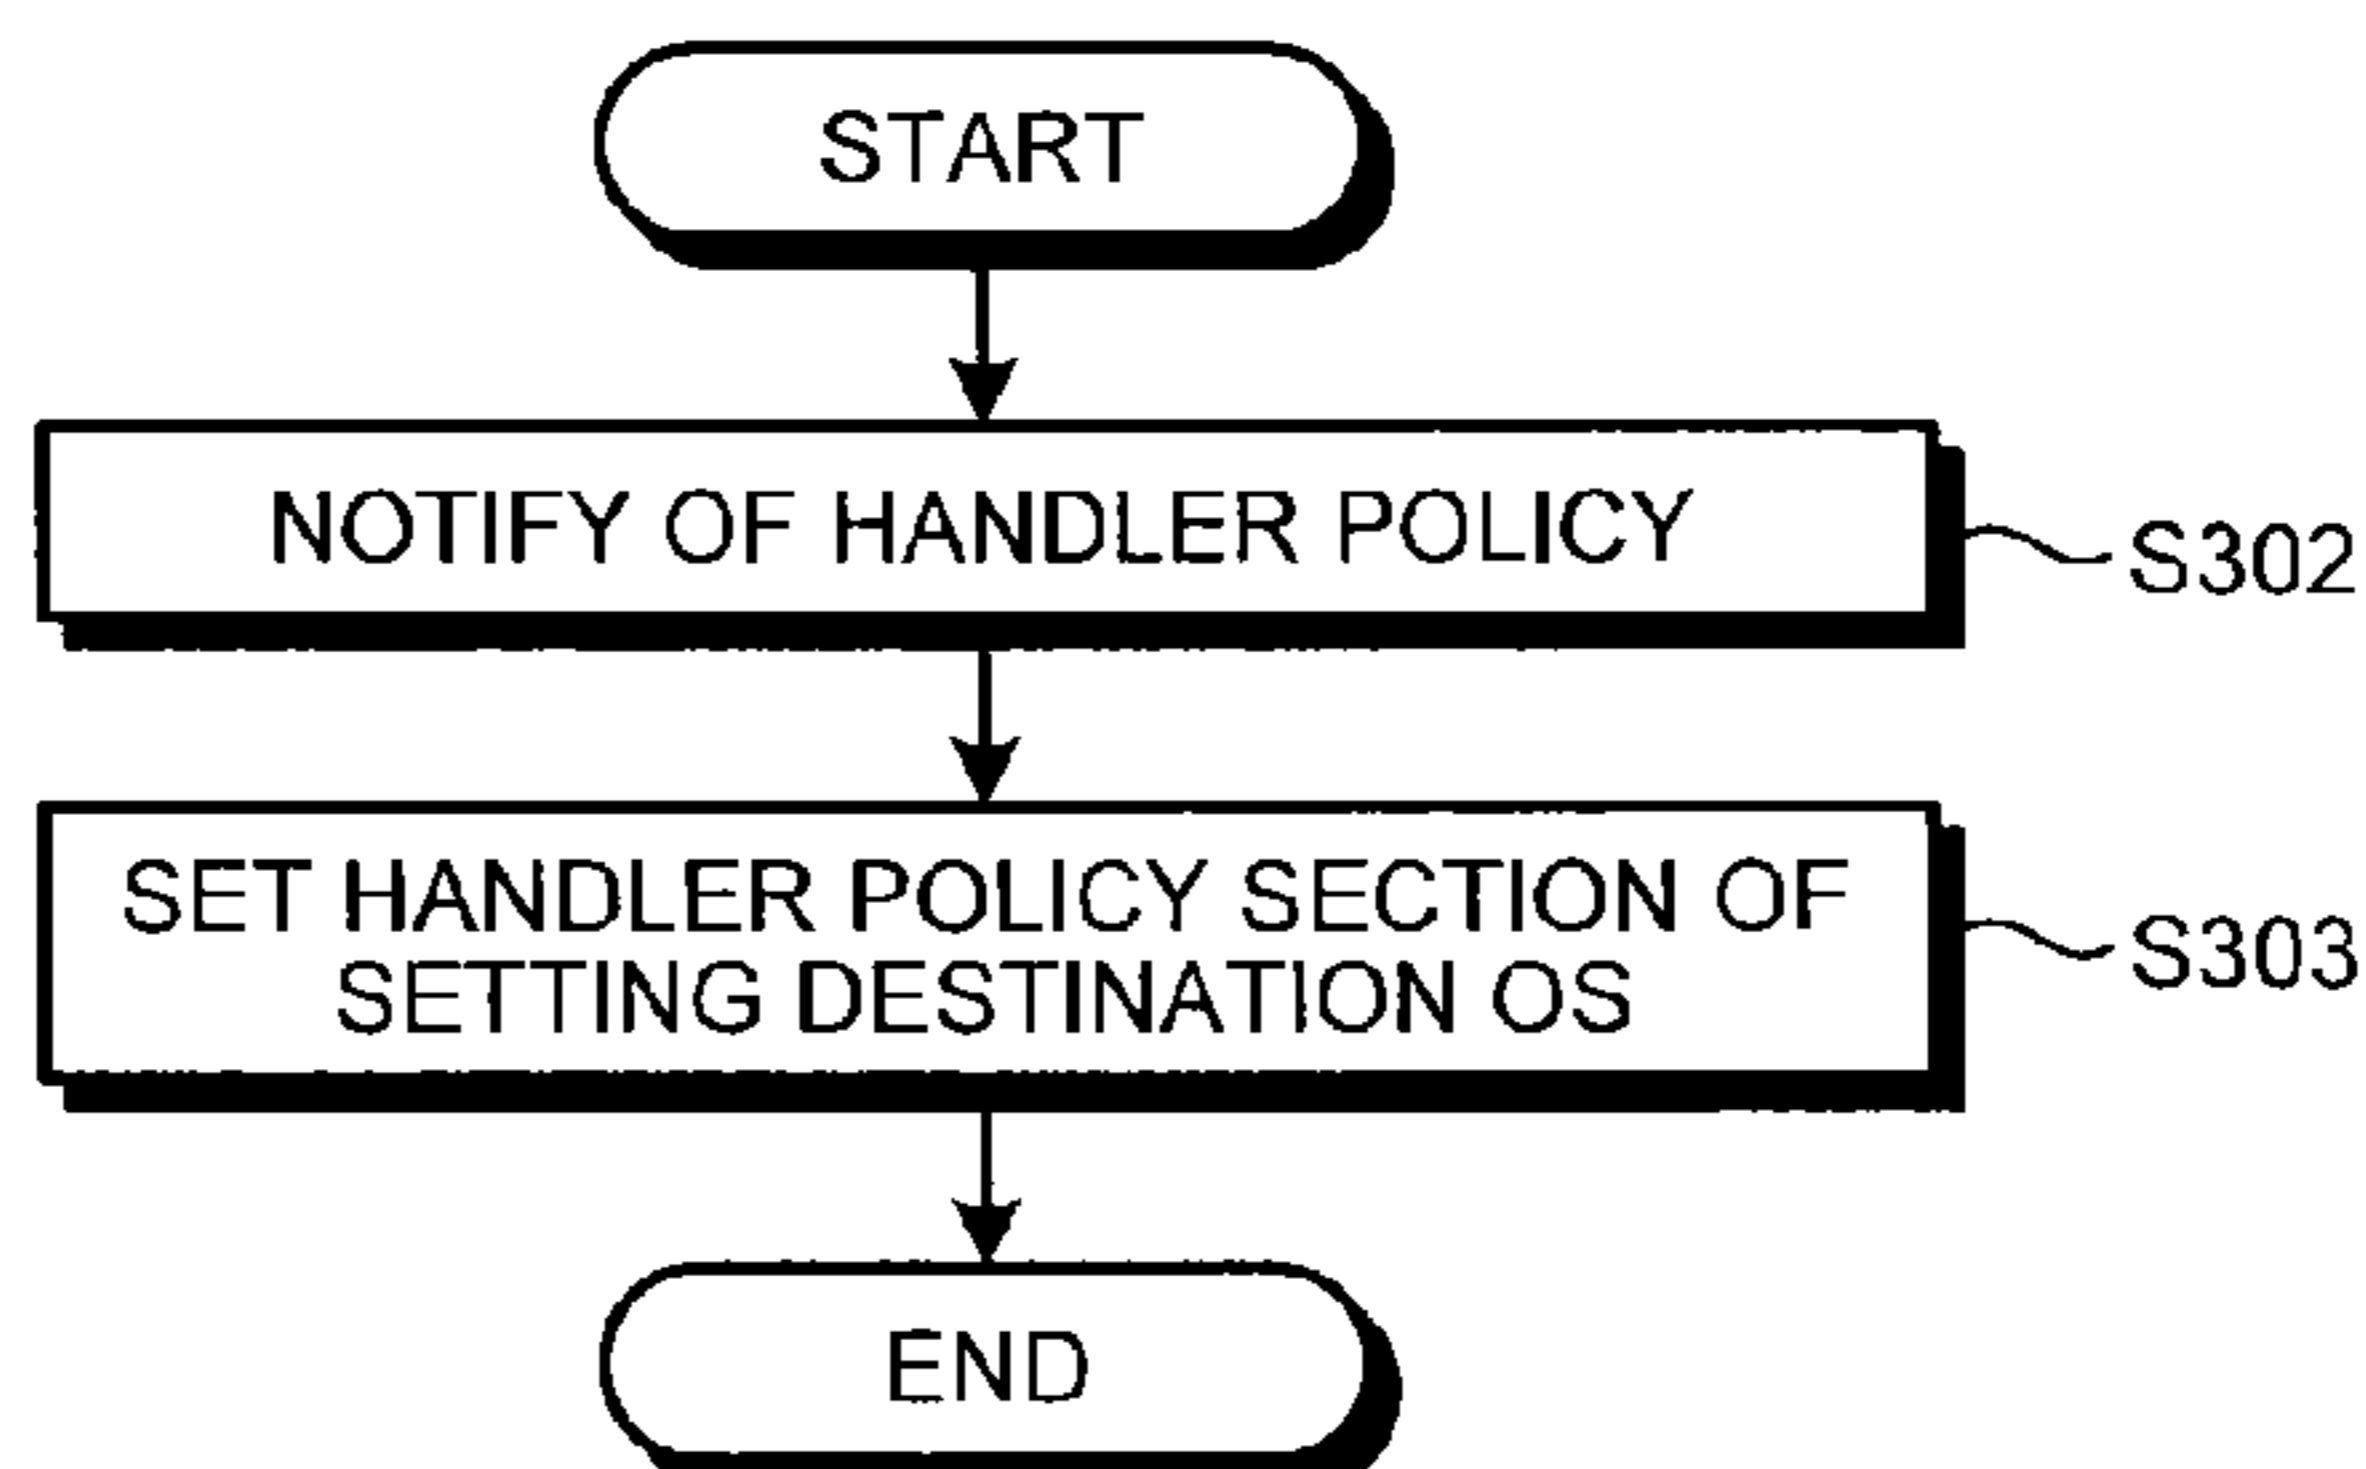 START
NOTIFY OF HANDLER POLICY
S302
SET HANDLER POLICY SECTION OF
SETTING DESTINATION OS
S303
END